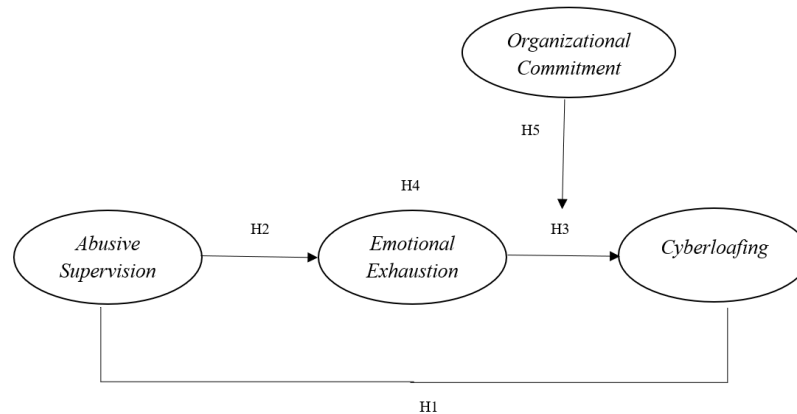 Organizational
Commitment
H5
H4
H2
H3
Abusive
Supervision
Emotional
Exhaustion
Cyberloafing
H1